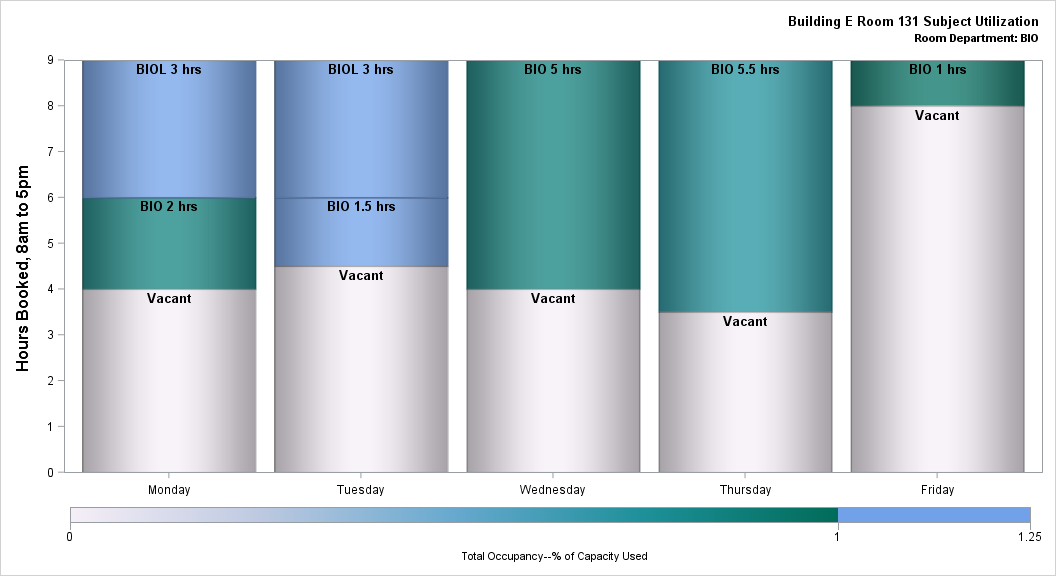 Building E Room 131 Subject Utilization
Room Department: BIO
Hours Booked, 8am to 5pm
9
8
7
6
5
4
3
2
1
0
BIOL 3 hrs
BIO 2 hrs
Vacant
BIOL 3 hrs
BIO 1.5 hrs
Vacant
BIO 5 hrs
Vacant
BIO 5.5 hrs
Vacant
BIO 1 hrs
Vacant
Monday Tuesday Wednesday Thursday Friday
0 1 1.25
Total Occupancy--% of Capacity Used